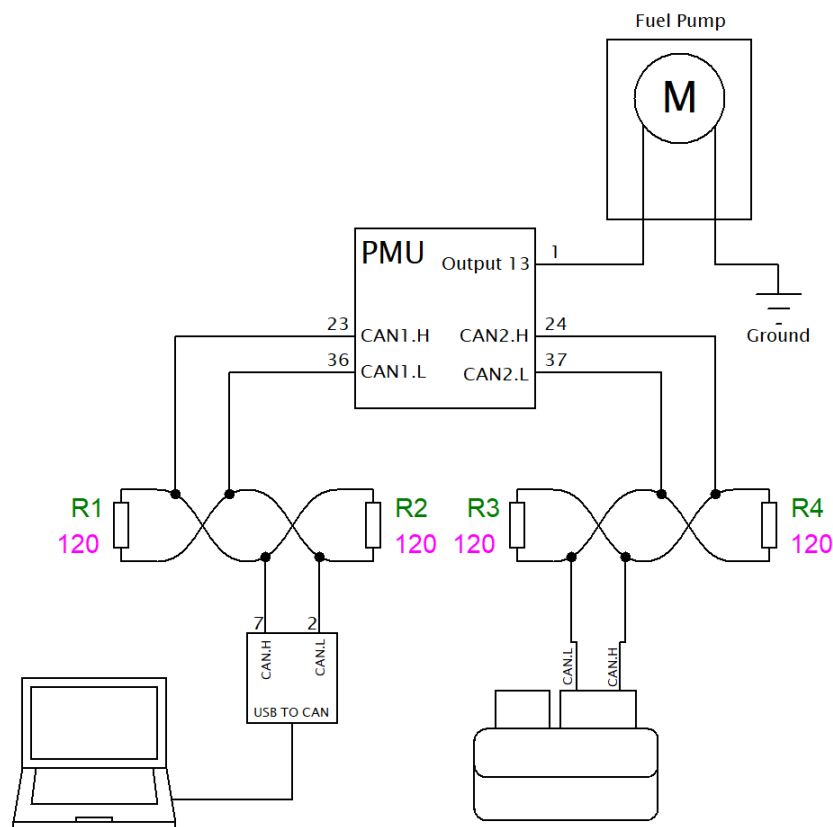 Fuel Pump
M
PMU
Output 13
1
Ground
23
CAN1.H
CAN2.H
24
36
CAN1.L
CAN2.L
37
R1
120
R2
120
R3
120
R4
120
7
2
CAN.H
CAN.L
USB TO CAN
CAN.L
CAN.H